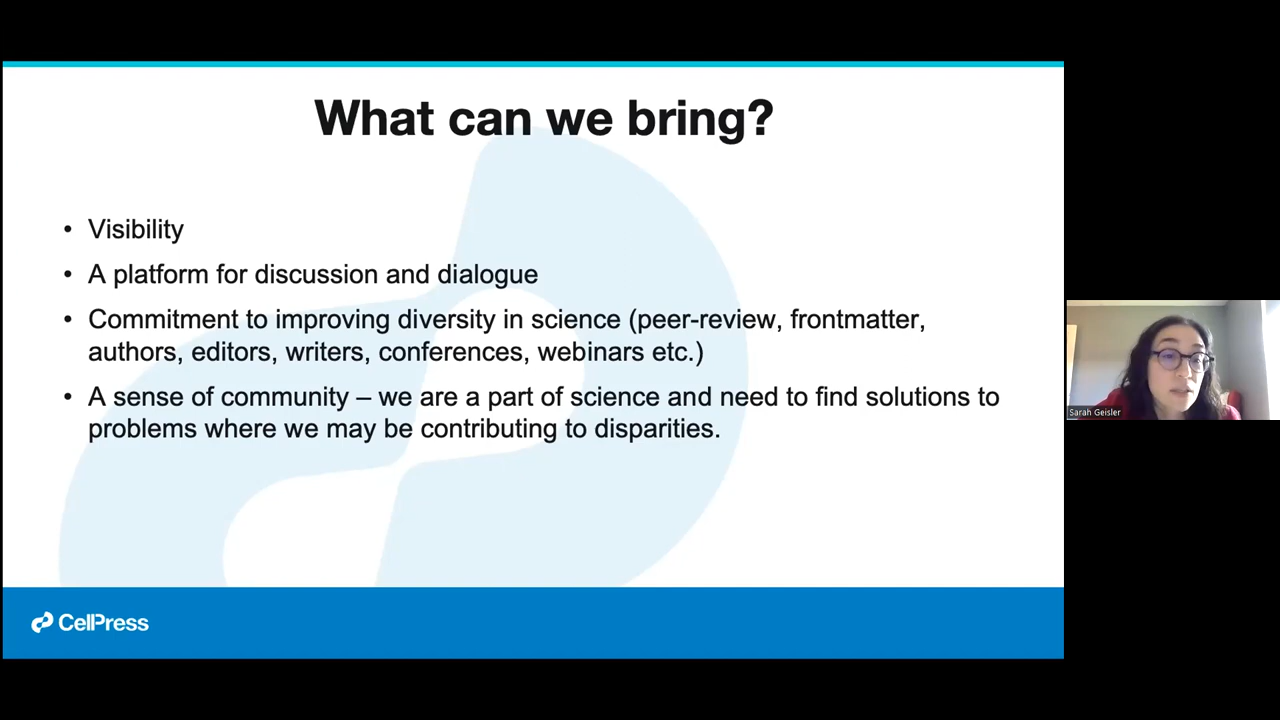 What can we bring?
• Visibility
• A platform for discussion and dialogue
• Commitment to improving diversity in science (peer-review, frontmatter,
authors, editors, writers, conferences, webinars etc.)
• A sense of community – we are a part of science and need to find solutions to
problems where we may be contributing to disparities.
Sarah Geisler
CellPress